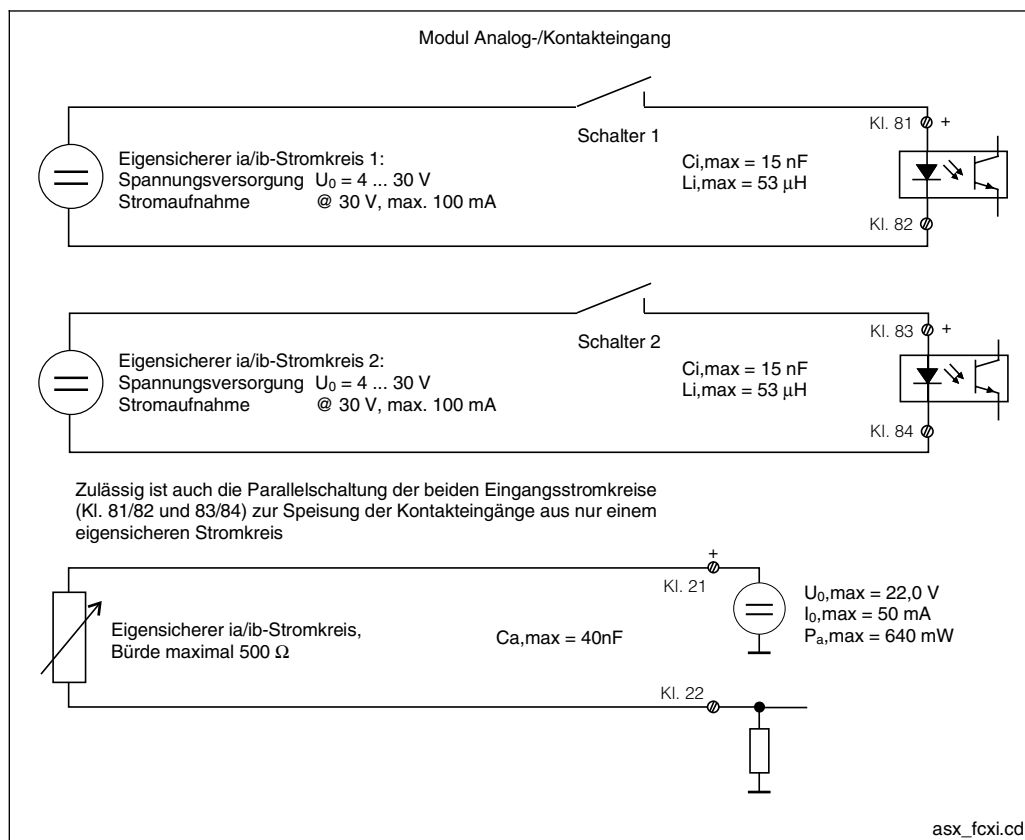 Modul Analog-/Kontakteingang
Kl. 81 +
Schalter 1
Eigensicherer ia/ib-Stromkreis 1:
Spannungsversorgung U₀ = 4 ... 30 V
Stromaufnahme @ 30 V, max. 100 mA
Ci,max = 15 nF
Li,max = 53 µH
Kl. 82
Kl. 83 +
Schalter 2
Eigensicherer ia/ib-Stromkreis 2:
Spannungsversorgung U₀ = 4 ... 30 V
Stromaufnahme @ 30 V, max. 100 mA
Ci,max = 15 nF
Li,max = 53 µH
Kl. 84
Zulässig ist auch die Parallelschaltung der beiden Eingangsstromkreise
(Kl. 81/82 und 83/84) zur Speisung der Kontakteingänge aus nur einem
eigensicheren Stromkreis
+
Kl. 21
U₀,max = 22,0 V
I₀,max = 50 mA
Pₐ,max = 640 mW
Eigensicherer ia/ib-Stromkreis,
Bürde maximal 500 Ω
Ca,max = 40nF
Kl. 22
asx_fcxi.cd